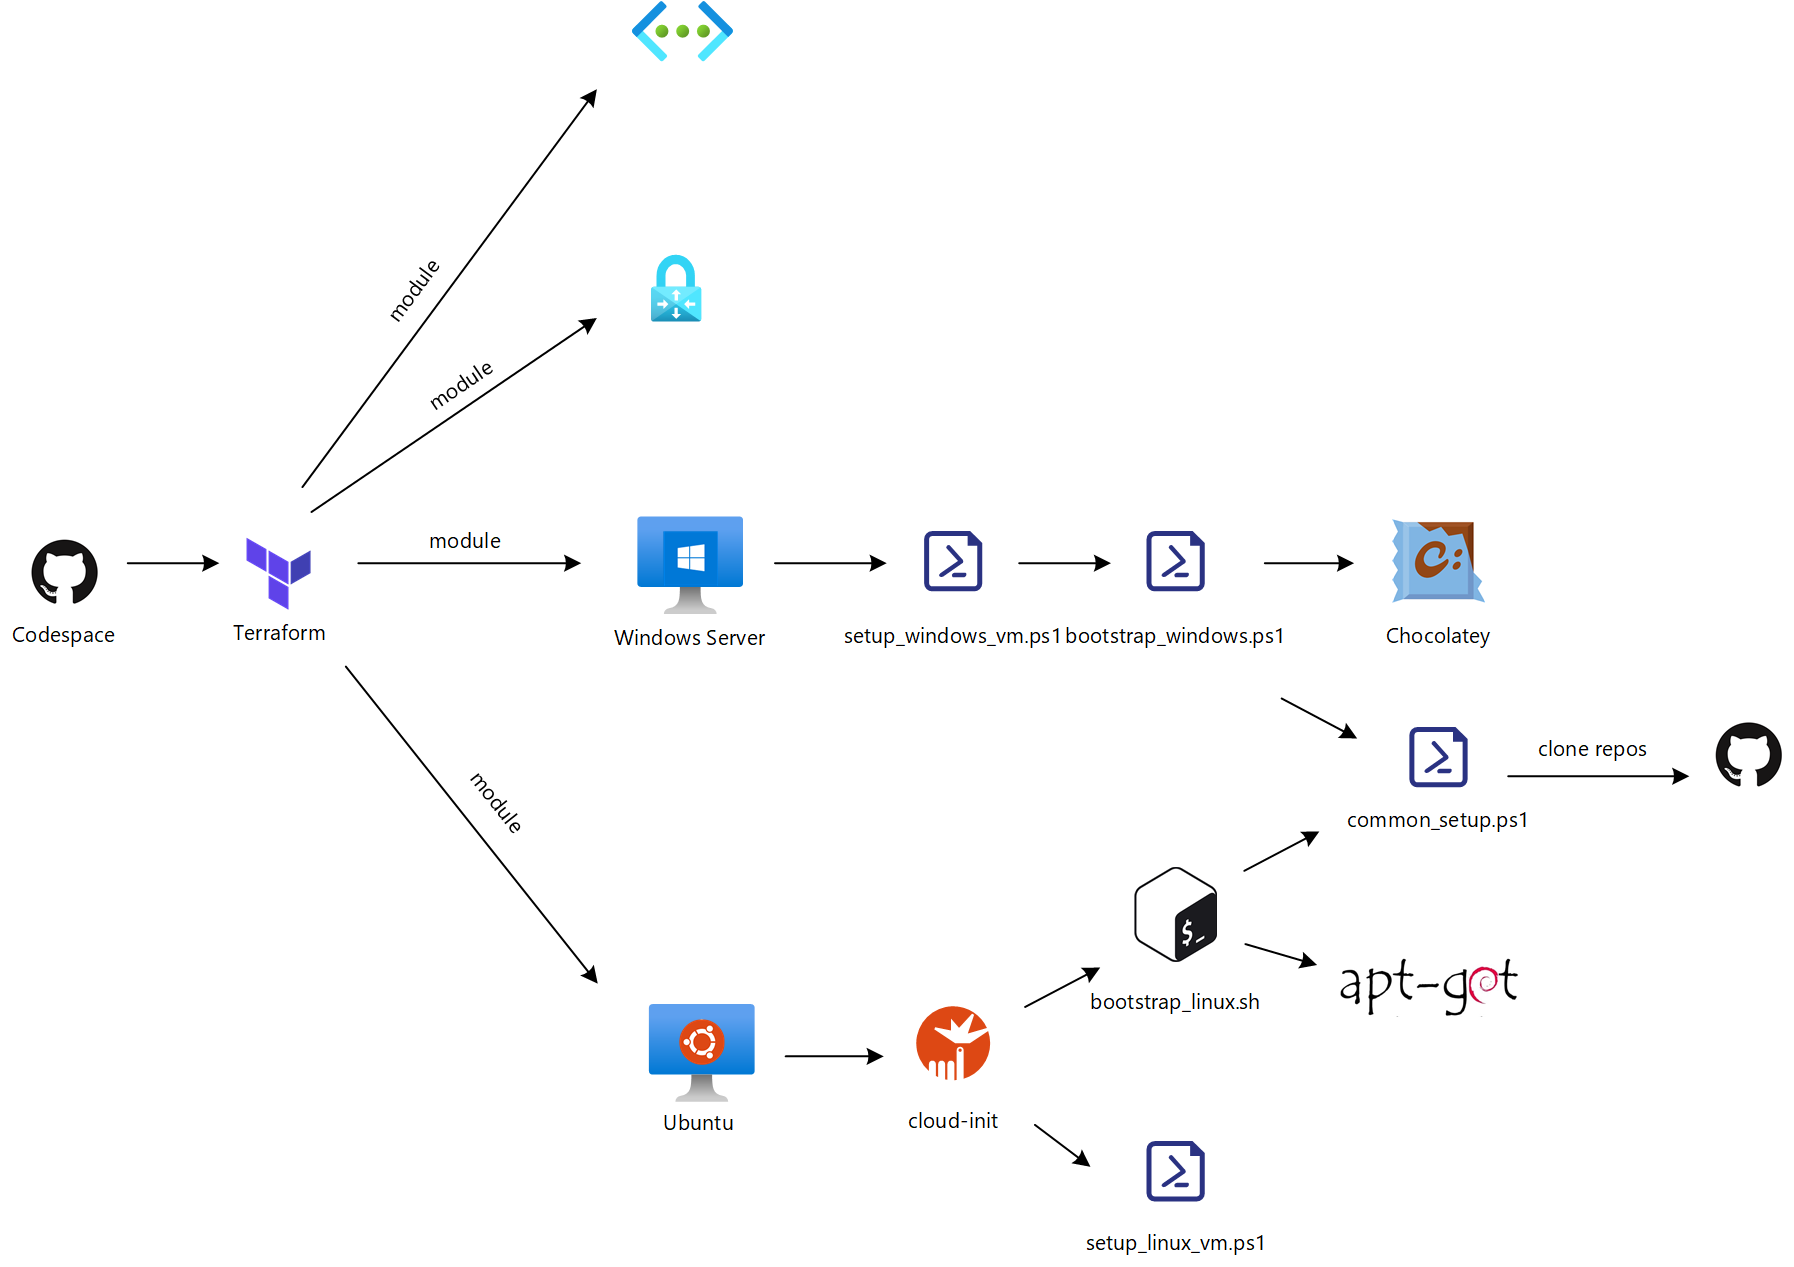 module
module
module
Codespace
Terraform
Windows Server
setup_windows_vm.ps1
bootstrap_windows.ps1
C:
Chocolatey
module
clone repos
common_setup.ps1
$_
bootstrap_linux.sh
apt-get
Ubuntu
cloud-init
setup_linux_vm.ps1